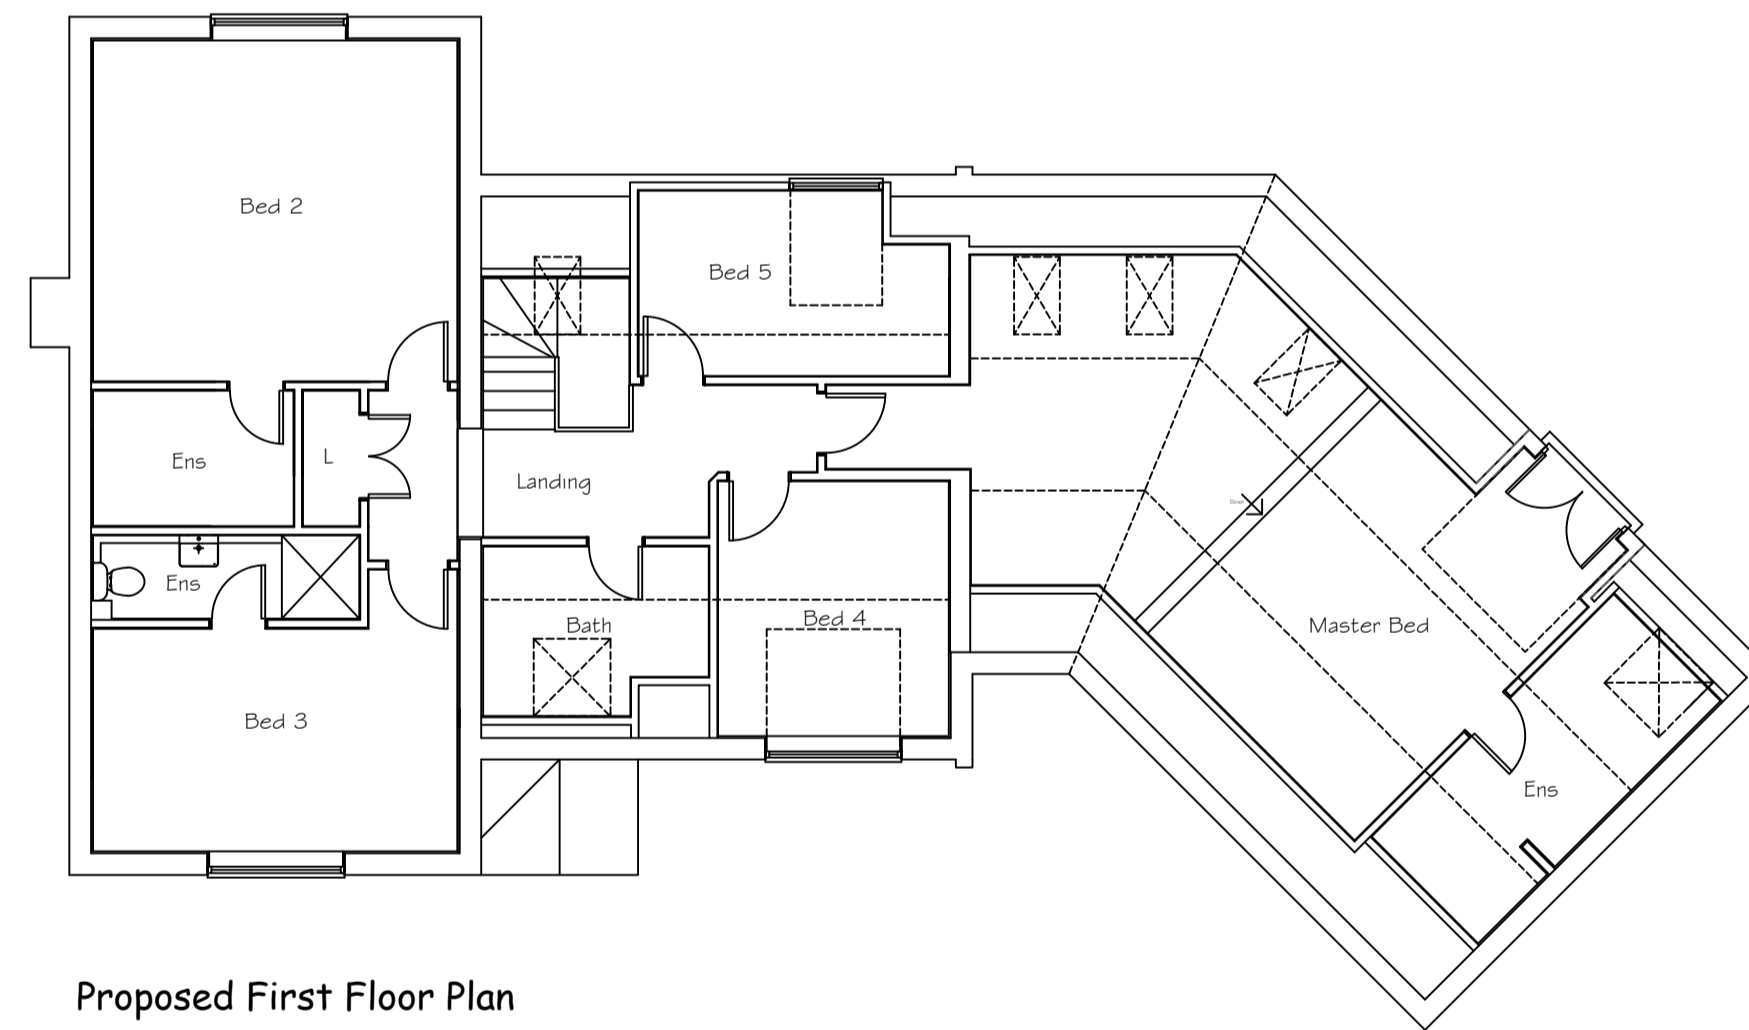 Bed 2
Bed 5
Ens
L
Landing
Down
Ens
Bath
Bed 4
Master Bed
Bed 3
Ens
Proposed First Floor Plan